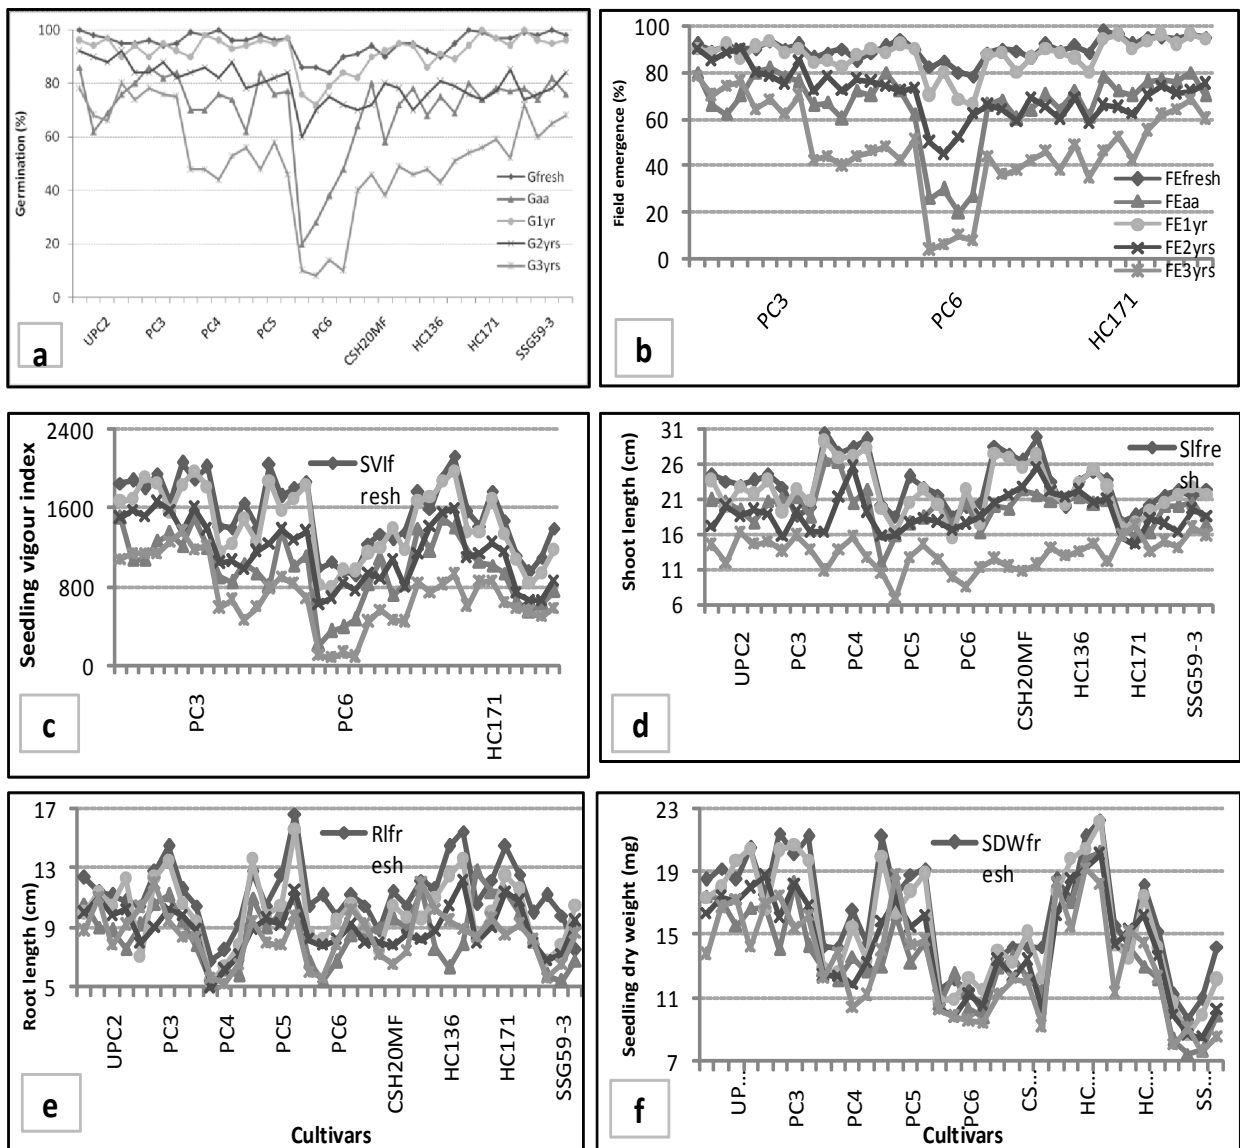 Germination (%)
100
80
60
40
20
0
Gfresh
Gaa
G1yr
G2yrs
G3yrs
UPC2
PC3
PC4
PC5
PC6
CSH20MF
HC136
HC171
SSG59-3
a
Field emergence (%)
100
80
60
40
20
0
FEfresh
FEaa
FE1yr
FE2yrs
FE3yrs
PC3
PC6
HC171
b
Seedling vigour index
2400
1600
800
0
SVIf
resh
PC3
PC6
HC171
c
Shoot length (cm)
31
26
21
16
11
6
Slfre
sh
UPC2
PC3
PC4
PC5
PC6
CSH20MF
HC136
HC171
SSG59-3
d
Root length (cm)
17
13
9
5
Rlfr
esh
UPC2
PC3
PC4
PC5
PC6
CSH20MF
HC136
HC171
SSG59-3
e
Cultivars
Seedling dry weight (mg)
23
19
15
11
7
SDWfr
esh
UP...
PC3
PC4
PC5
PC6
CS...
HC...
HC...
SS...
f
Cultivars